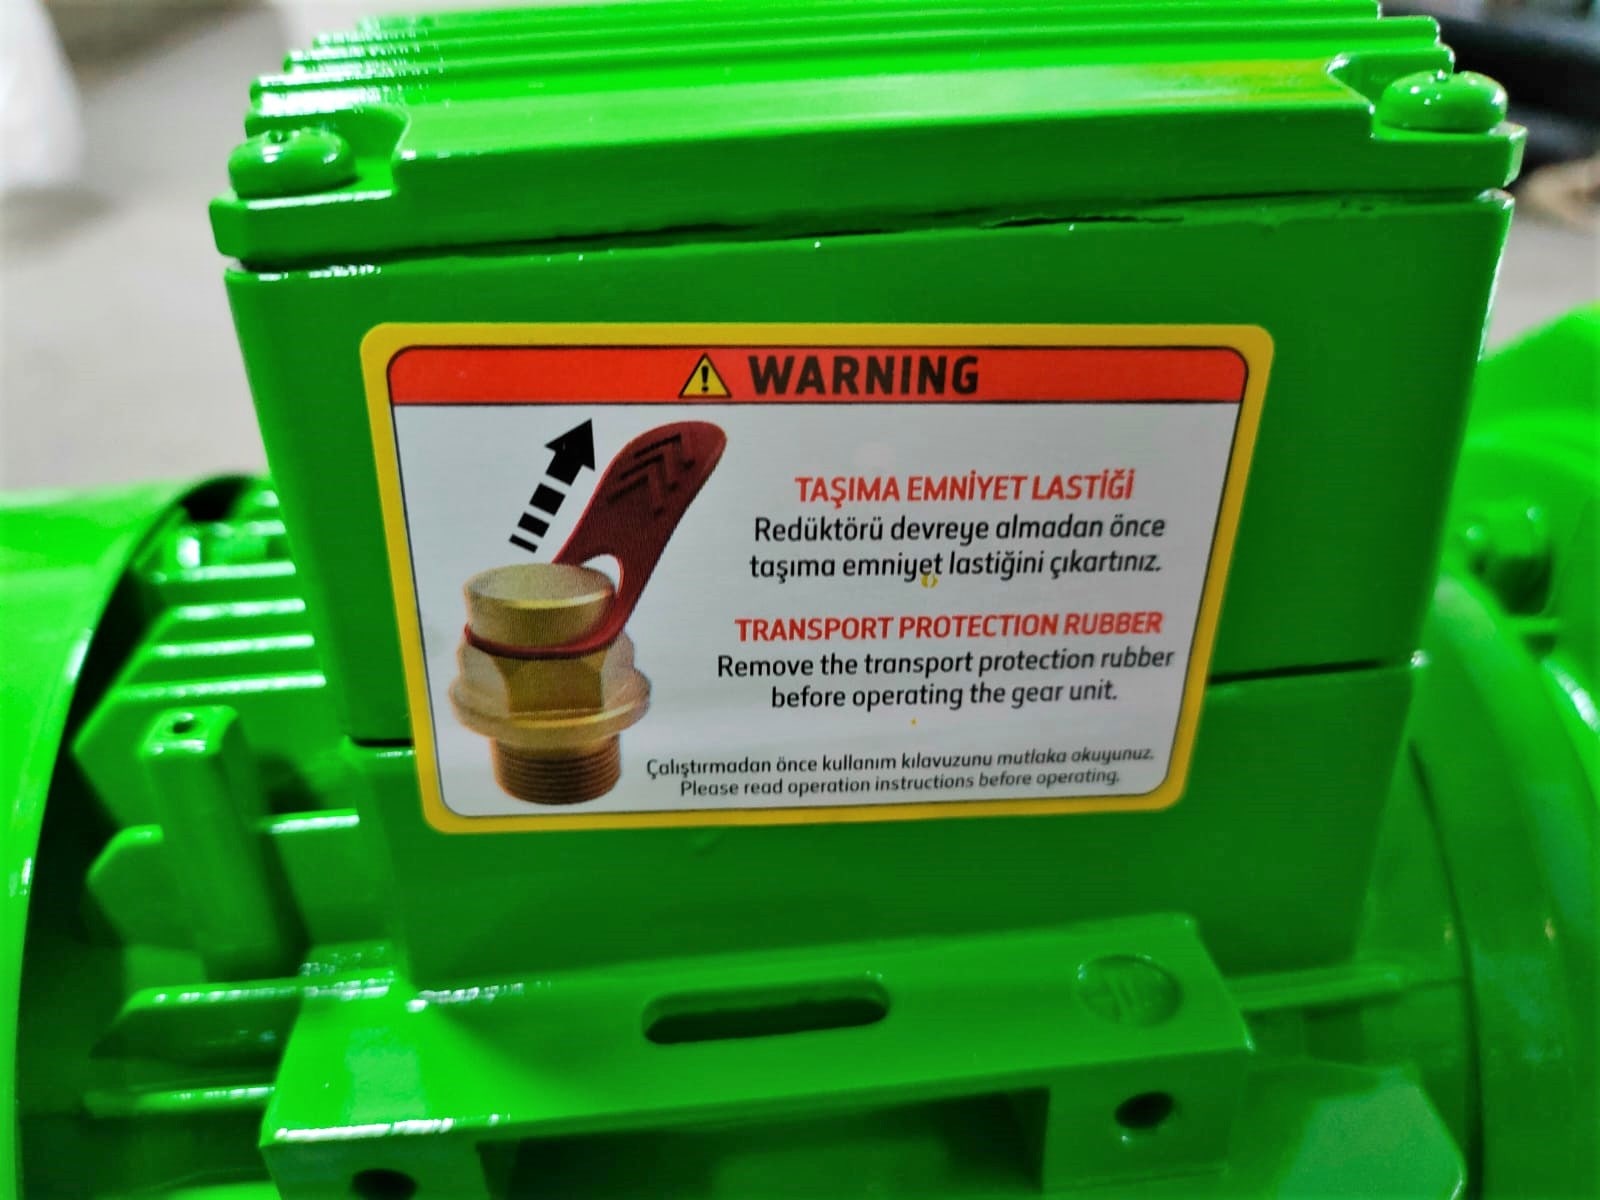 WARNING
TAŞIMA EMNİYET LASTİĞİ
Redüktörü devreye almadan önce
taşıma emniyet lastiğini çıkartınız.
TRANSPORT PROTECTION RUBBER
Remove the transport protection rubber
before operating the gear unit.
Çalıştırmadan önce kullanım kılavuzunu mutlaka okuyunuz.
Please read operation instructions before operating.